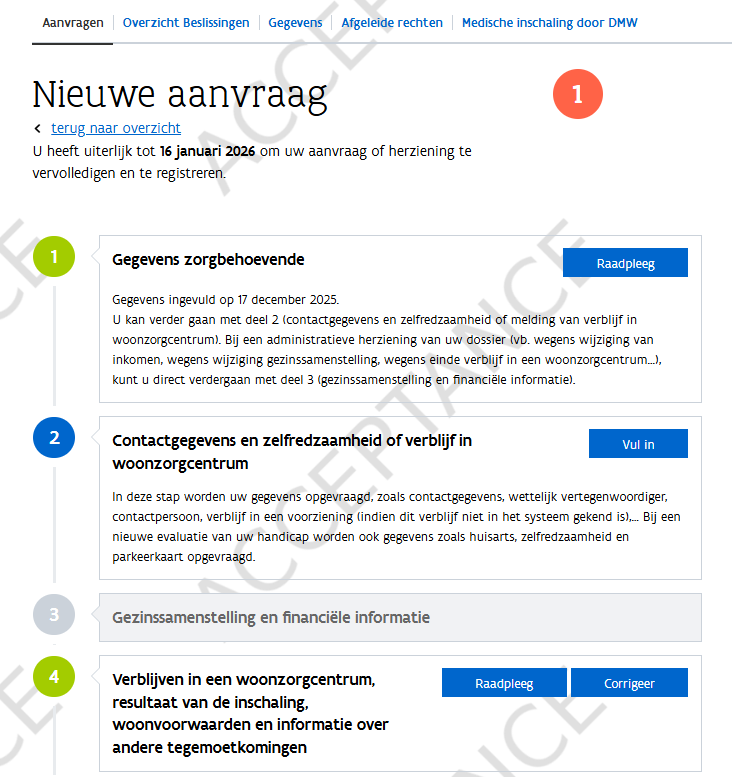 Aanvragen Overzicht Beslissingen Gegevens Afgeleide rechten Medische inschaling door DMW
Nieuwe aanvraag
1
< terug naar overzicht
U heeft uiterlijk tot 16 januari 2026 om uw aanvraag of herziening te
vervolledigen en te registreren.
1
Gegevens zorgbehoevende
Raadpleeg
Gegevens ingevuld op 17 december 2025.
U kan verder gaan met deel 2 (contactgegevens en zelfredzaamheid of melding van verblijf in
woonzorgcentrum). Bij een administratieve herziening van uw dossier (vb. wegens wijziging van
inkomen, wegens wijziging gezinssamenstelling, wegens einde verblijf in een woonzorgcentrum...),
kunt u direct verdergaan met deel 3 (gezinssamenstelling en financiële informatie).
2
Contactgegevens en zelfredzaamheid of verblijf in
woonzorgcentrum
Vul in
In deze stap worden uw gegevens opgevraagd, zoals contactgegevens, wettelijk vertegenwoordiger,
contactpersoon, verblijf in een voorziening (indien dit verblijf niet in het systeem gekend is),... Bij een
nieuwe evaluatie van uw handicap worden ook gegevens zoals huisarts, zelfredzaamheid en
parkeerkaart opgevraagd.
3
Gezinssamenstelling en financiële informatie
4
Verblijven in een woonzorgcentrum,
resultaat van de inschaling,
woonvoorwaarden en informatie over
andere tegemoetkomingen
Raadpleeg
Corrigeer
ACCEPTANCE